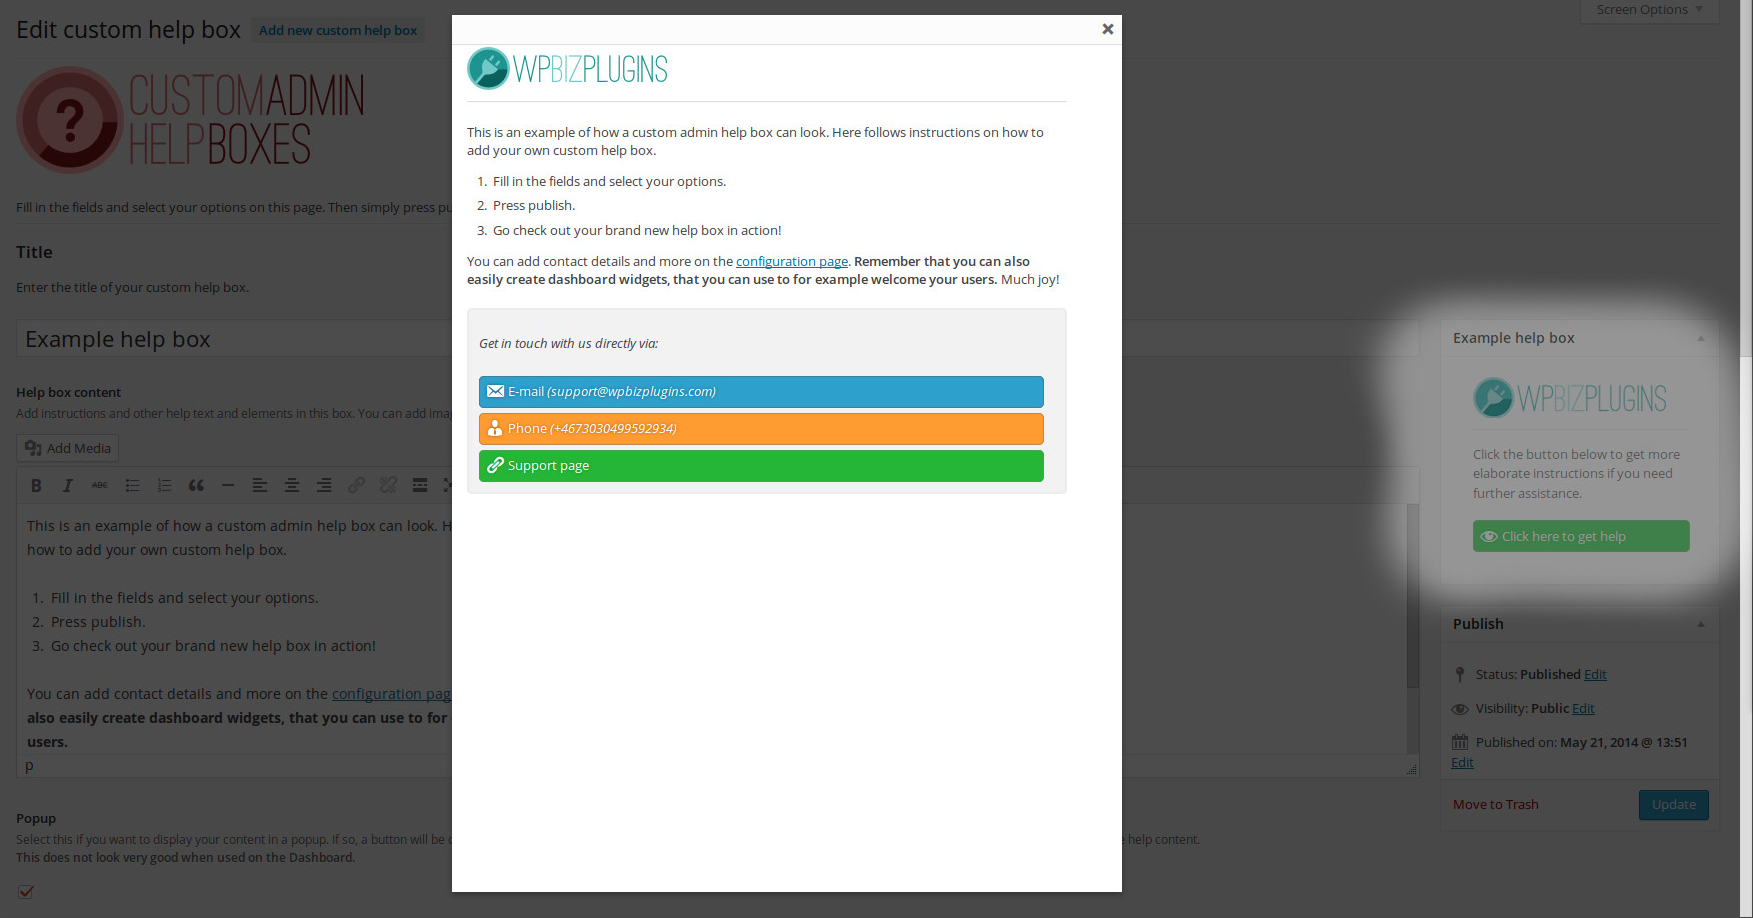 Edit custom help box
Add new custom help box
Screen Options
CUSTOMADMIN
HELPBOXES
Fill in the fields and select your options on this page. Then simply press
Title
Enter the title of your custom help box.
Example help box
Help box content
Add instructions and other help text and elements in this box. You can add
Add Media
B I ABC
This is an example of how a custom admin help box can look. H
how to add your own custom help box.
1. Fill in the fields and select your options.
2. Press publish.
3. Go check out your brand new help box in action!
You can add contact details and more on the configuration pag
also easily create dashboard widgets, that you can use to for
users.
p
Popup
Select this if you want to display your content in a popup. If so, a button will be
help content.
This does not look very good when used on the Dashboard.
WPBIZPLUGINS
This is an example of how a custom admin help box can look. Here follows instructions on how to
add your own custom help box.
1. Fill in the fields and select your options.
2. Press publish.
3. Go check out your brand new help box in action!
You can add contact details and more on the configuration page. Remember that you can also
easily create dashboard widgets, that you can use to for example welcome your users. Much joy!
Get in touch with us directly via:
E-mail (support@wpbizplugins.com)
Phone (+4673030499592934)
Support page
Example help box
WPBIZPLUGINS
Click the button below to get more
elaborate instructions if you need
further assistance.
Click here to get help
Publish
Status: Published Edit
Visibility: Public Edit
Published on: May 21, 2014 @ 13:51
Edit
Move to Trash
Update